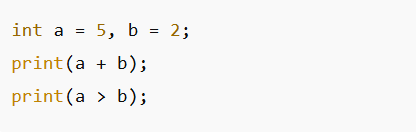 int a = 5, b = 2;
print(a + b);
print(a > b);